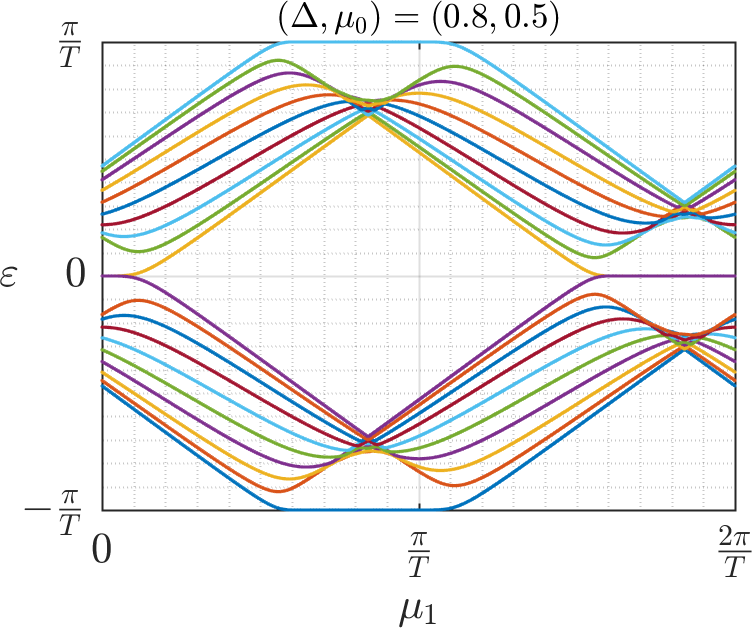 (Δ, μ₀) = (0.8, 0.5)
π/T
ε
0
−π/T
0
π/T
2π/T
μ₁